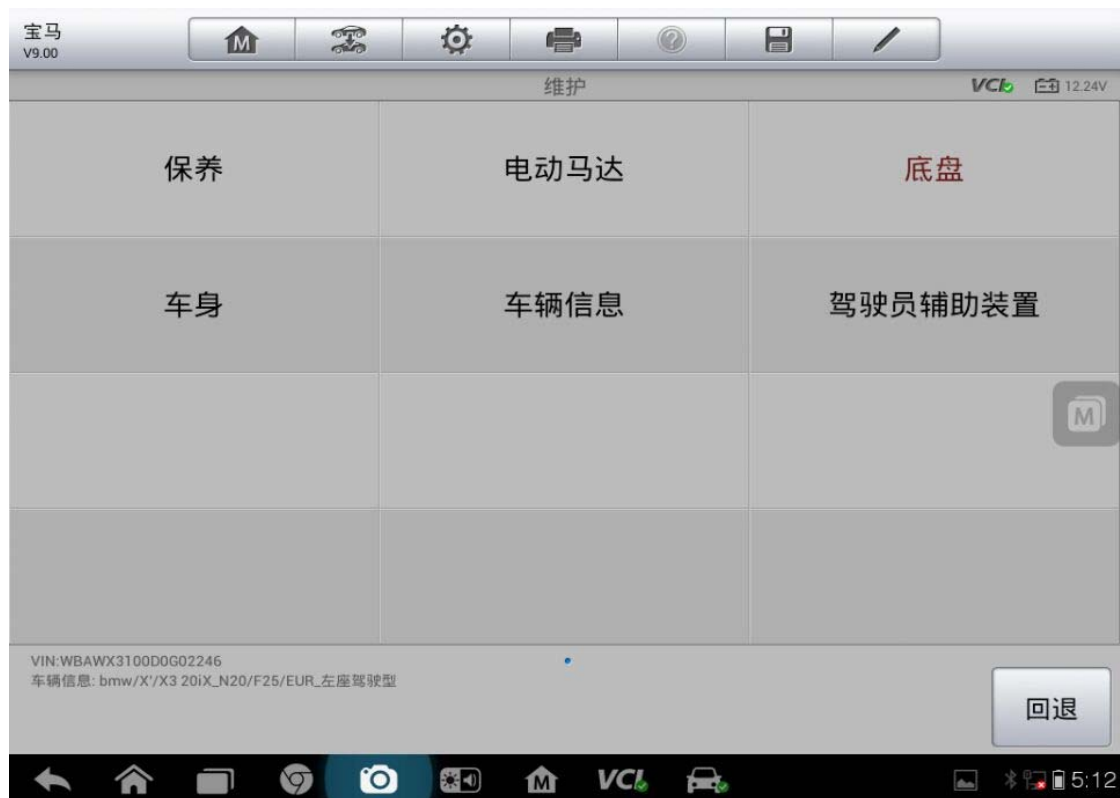 宝马
V9.00
M
维护
VCI
12.24V
保养
电动马达
底盘
车身
车辆信息
驾驶员辅助装置
M
VIN:WBAWX3100D0G02246
车辆信息: bmw/X'/X3 20iX_N20/F25/EUR_左座驾驶型
回退
M
VCI
5:12